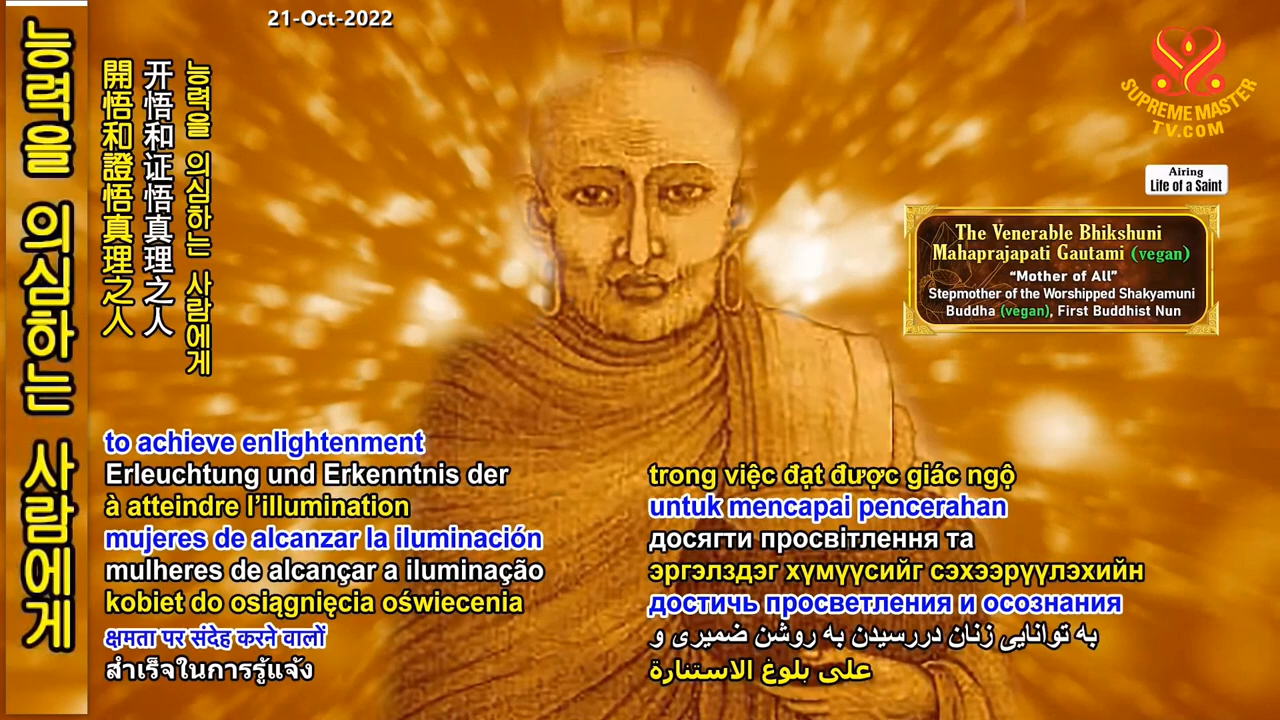 21-Oct-2022
SUPREME MASTER
TV.COM
Airing
Life of a Saint
The Venerable Bhikshuni
Mahaprajapati Gautami (vegan)
“Mother of All”
Stepmother of the Worshipped Shakyamuni
Buddha (vegan), First Buddhist Nun
능력을 의심하는 사람에게
開悟和證悟真理之人
开悟和证悟真理之人
능력을 의심하는 사람에게
to achieve enlightenment
Erleuchtung und Erkenntnis der
à atteindre l’illumination
mujeres de alcanzar la iluminación
mulheres de alcançar a iluminação
kobiet do osiągnięcia oświecenia
क्षमता पर संदेह करने वालों
สำเร็จในการรู้แจ้ง
trong việc đạt được giác ngộ
untuk mencapai pencerahan
досягти просвітлення та
эргэлздэг хүмүүсийг сэхээрүүлэхийн
достичь просветления и осознания
به توانایی زنان دررسیدن به روشن ضمیری و
على بلوغ الاستنارة